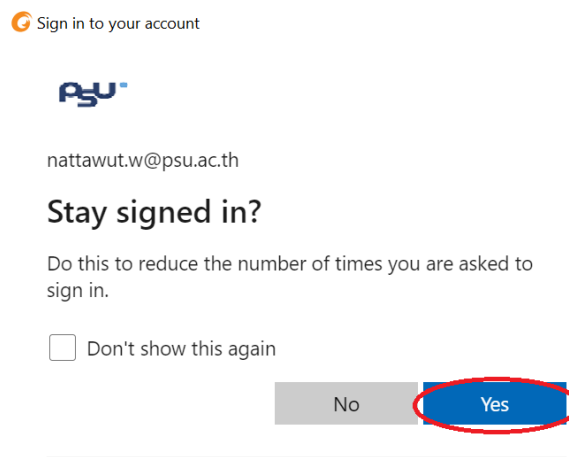 Sign in to your account
PSU
nattawut.w@psu.ac.th
Stay signed in?
Do this to reduce the number of times you are asked to
sign in.
Don't show this again
No Yes